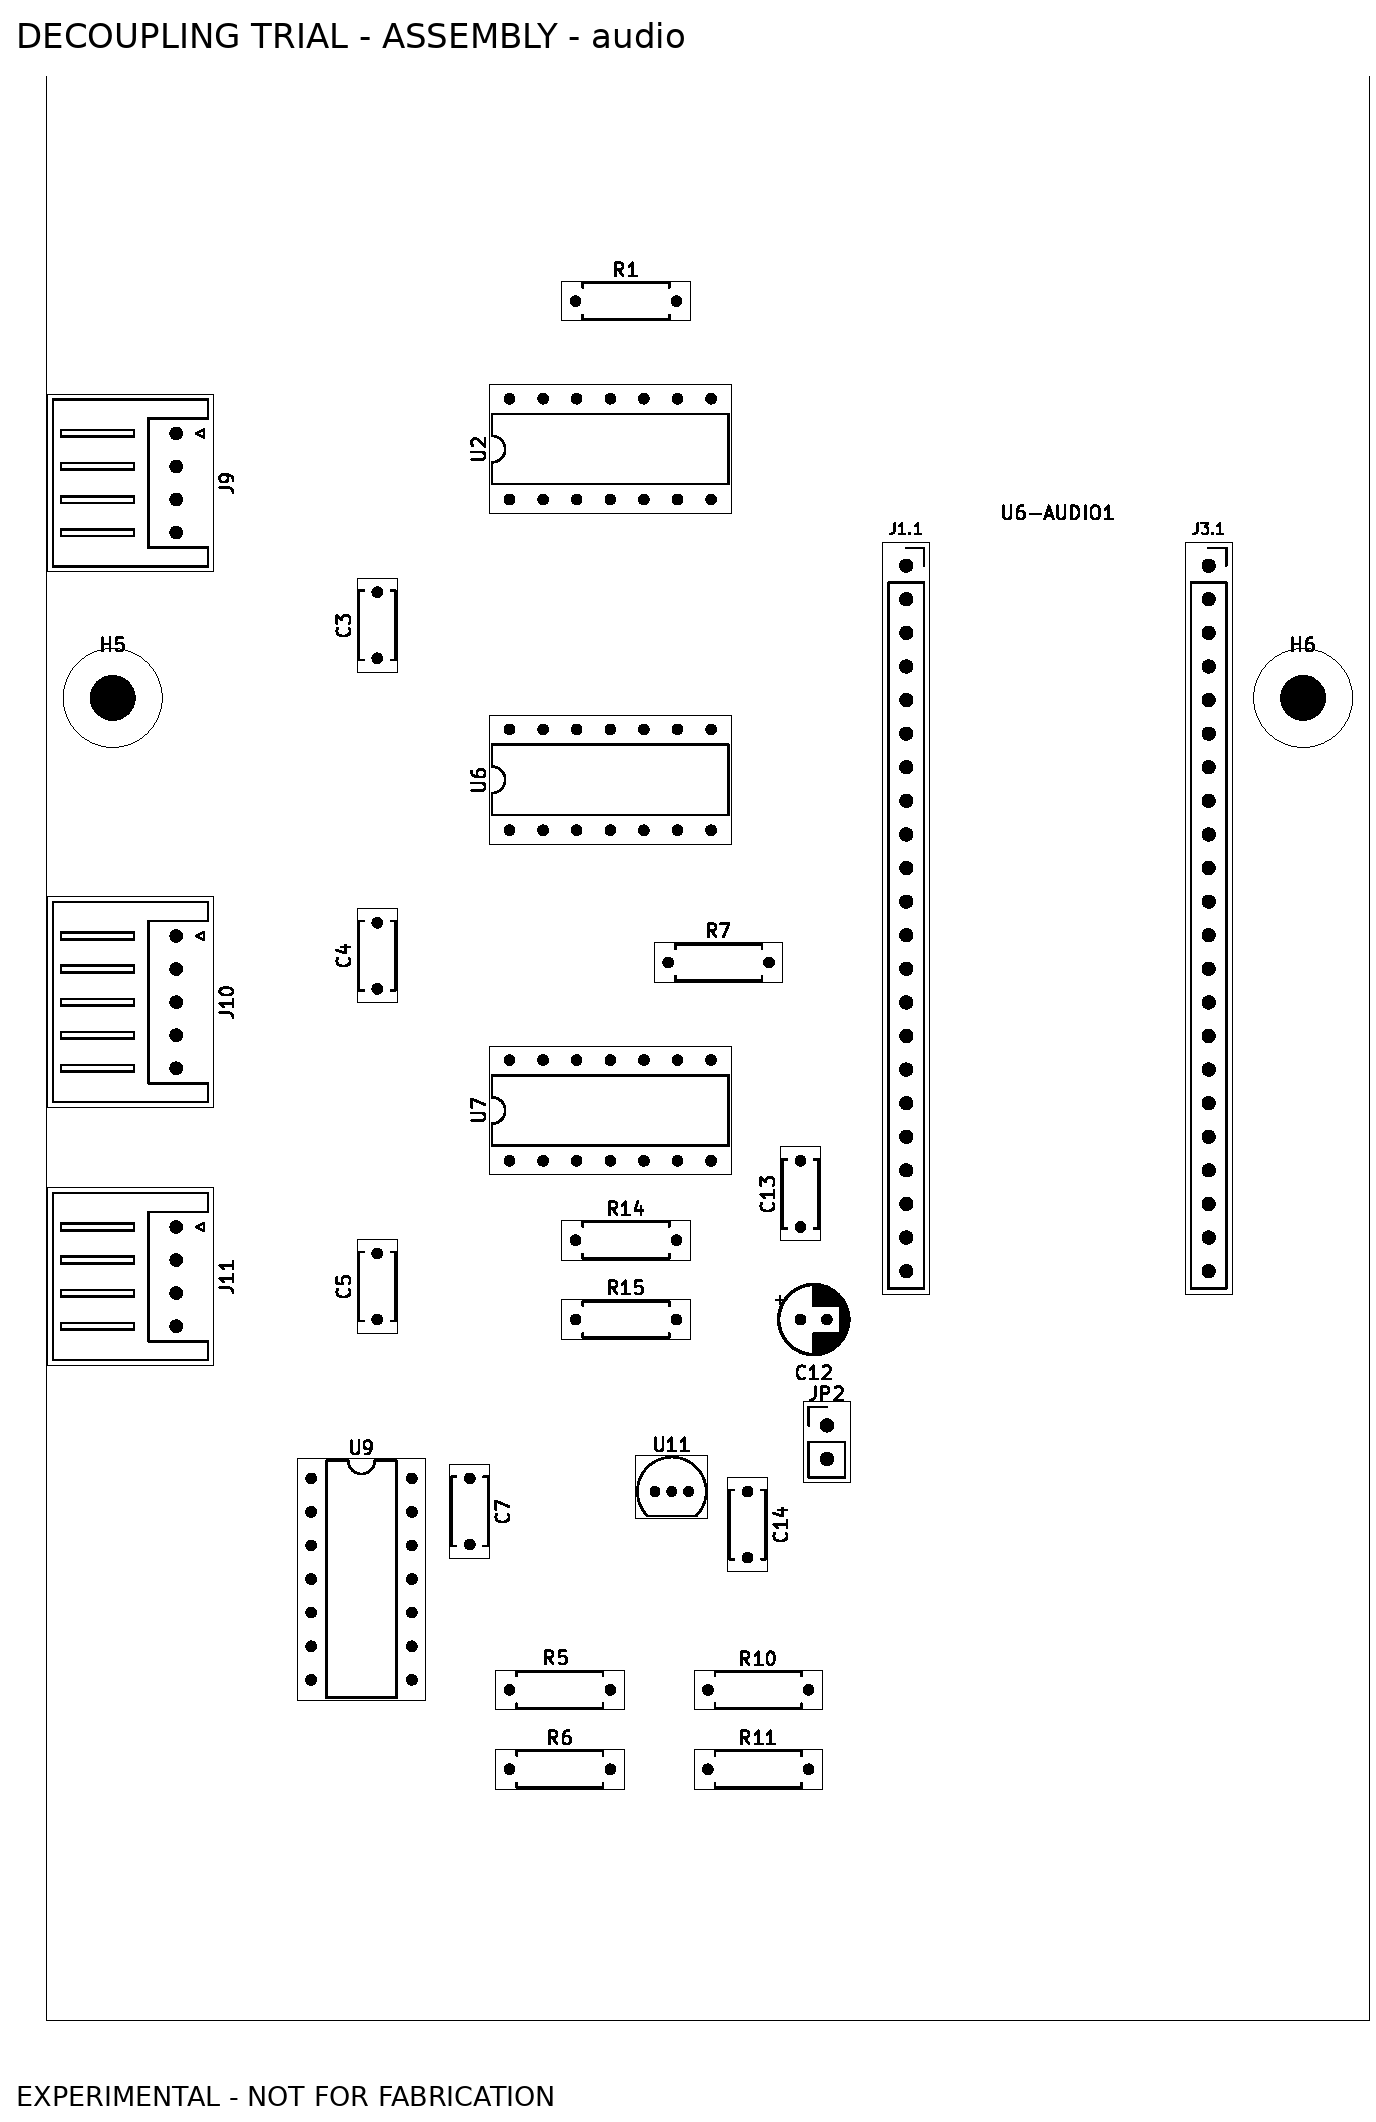 DECOUPLING TRIAL - ASSEMBLY - audio
R1
U2
J9
U6-AUDIO1
J1.1
J3.1
C3
H5
H6
U6
R7
C4
J10
U7
C13
R14
J11
C5
R15
+
C12
JP2
U11
U9
C7
C14
R5
R10
R6
R11
EXPERIMENTAL - NOT FOR FABRICATION